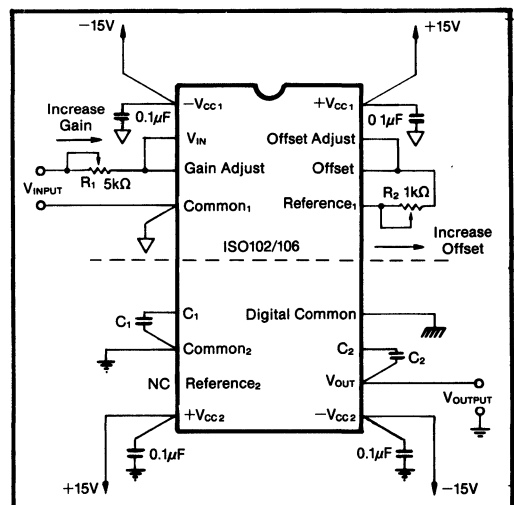 −15V +15V
−VCC1 +VCC1
0.1µF 0 1µF
Increase
Gain
VIN Offset Adjust
Gain Adjust Offset
R1 5kΩ
VINPUT
R2 1kΩ
Common1 Reference1
Increase
Offset
ISO102/106
C1 C1 Digital Common
Common2 C2 C2
NC Reference2 VOUT
VOUTPUT
+VCC2 −VCC2
0.1µF 0.1µF
+15V −15V